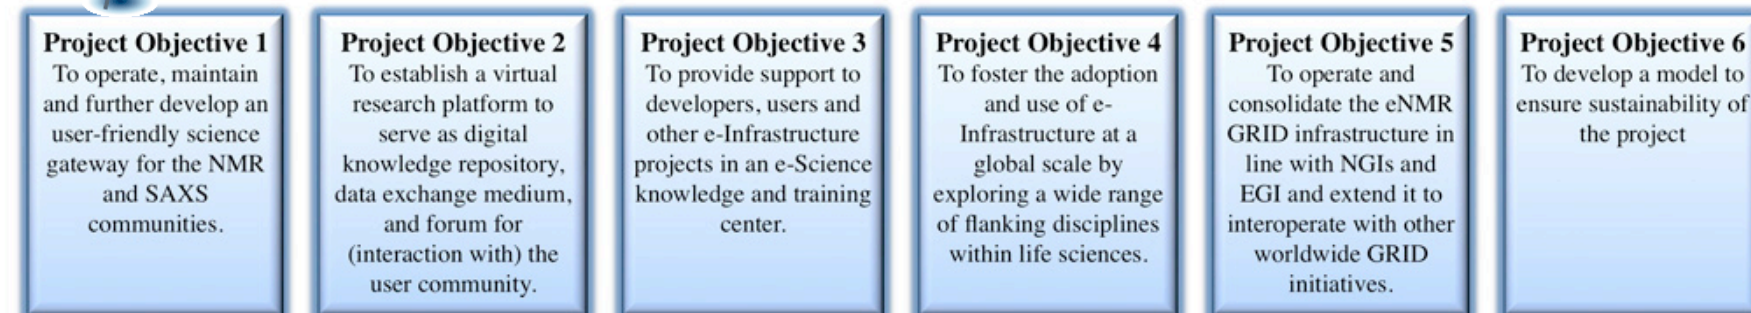 Project Objective 1
To operate, maintain
and further develop an
user-friendly science
gateway for the NMR
and SAXS
communities.
Project Objective 2
To establish a virtual
research platform to
serve as digital
knowledge repository,
data exchange medium,
and forum for
(interaction with) the
user community.
Project Objective 3
To provide support to
developers, users and
other e-Infrastructure
projects in an e-Science
knowledge and training
center.
Project Objective 4
To foster the adoption
and use of e-
Infrastructure at a
global scale by
exploring a wide range
of flanking disciplines
within life sciences.
Project Objective 5
To operate and
consolidate the eNMR
GRID infrastructure in
line with NGIs and
EGI and extend it to
interoperate with other
worldwide GRID
initiatives.
Project Objective 6
To develop a model to
ensure sustainability of
the project